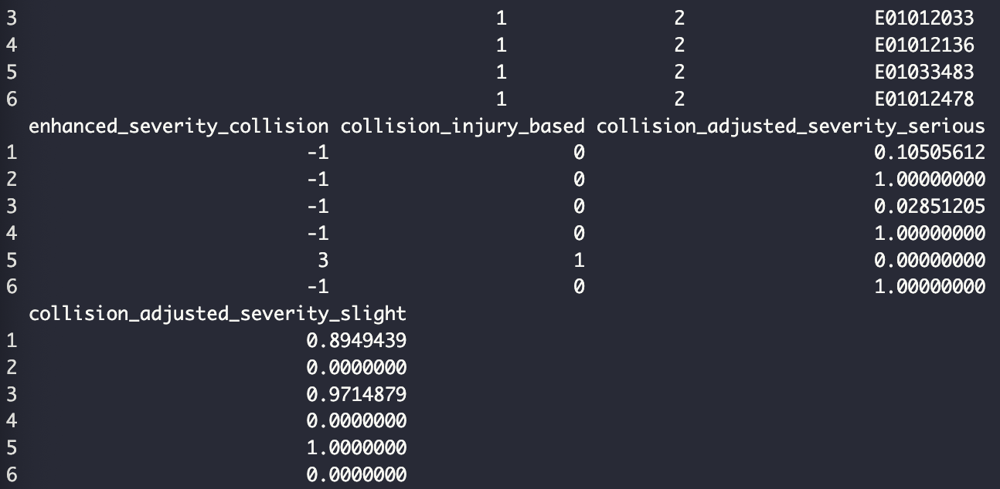 3 1 2 E01012033
4 1 2 E01012136
5 1 2 E01033483
6 1 2 E01012478
enhanced_severity_collision collision_injury_based collision_adjusted_severity_serious
1 -1 0 0.10505612
2 -1 0 1.00000000
3 -1 0 0.02851205
4 -1 0 1.00000000
5 3 1 0.00000000
6 -1 0 1.00000000
collision_adjusted_severity_slight
1 0.8949439
2 0.0000000
3 0.9714879
4 0.0000000
5 1.0000000
6 0.0000000